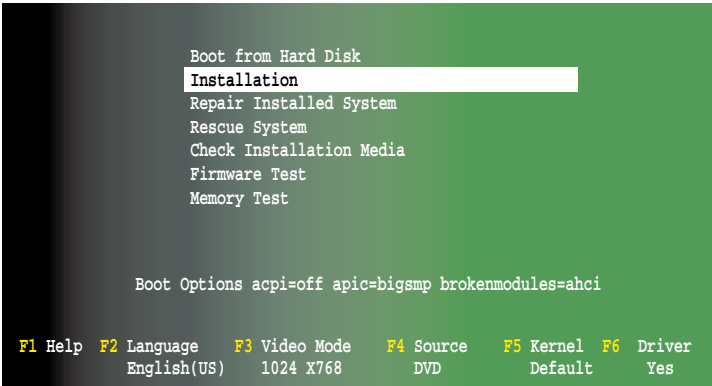 Boot from Hard Disk
Installation
Repair Installed System
Rescue System
Check Installation Media
Firmware Test
Memory Test
Boot Options acpi=off apic=bigsmp brokenmodules=ahci
F1 Help F2 Language F3 Video Mode F4 Source F5 Kernel F6 Driver
English(US) 1024 X768 DVD Default Yes